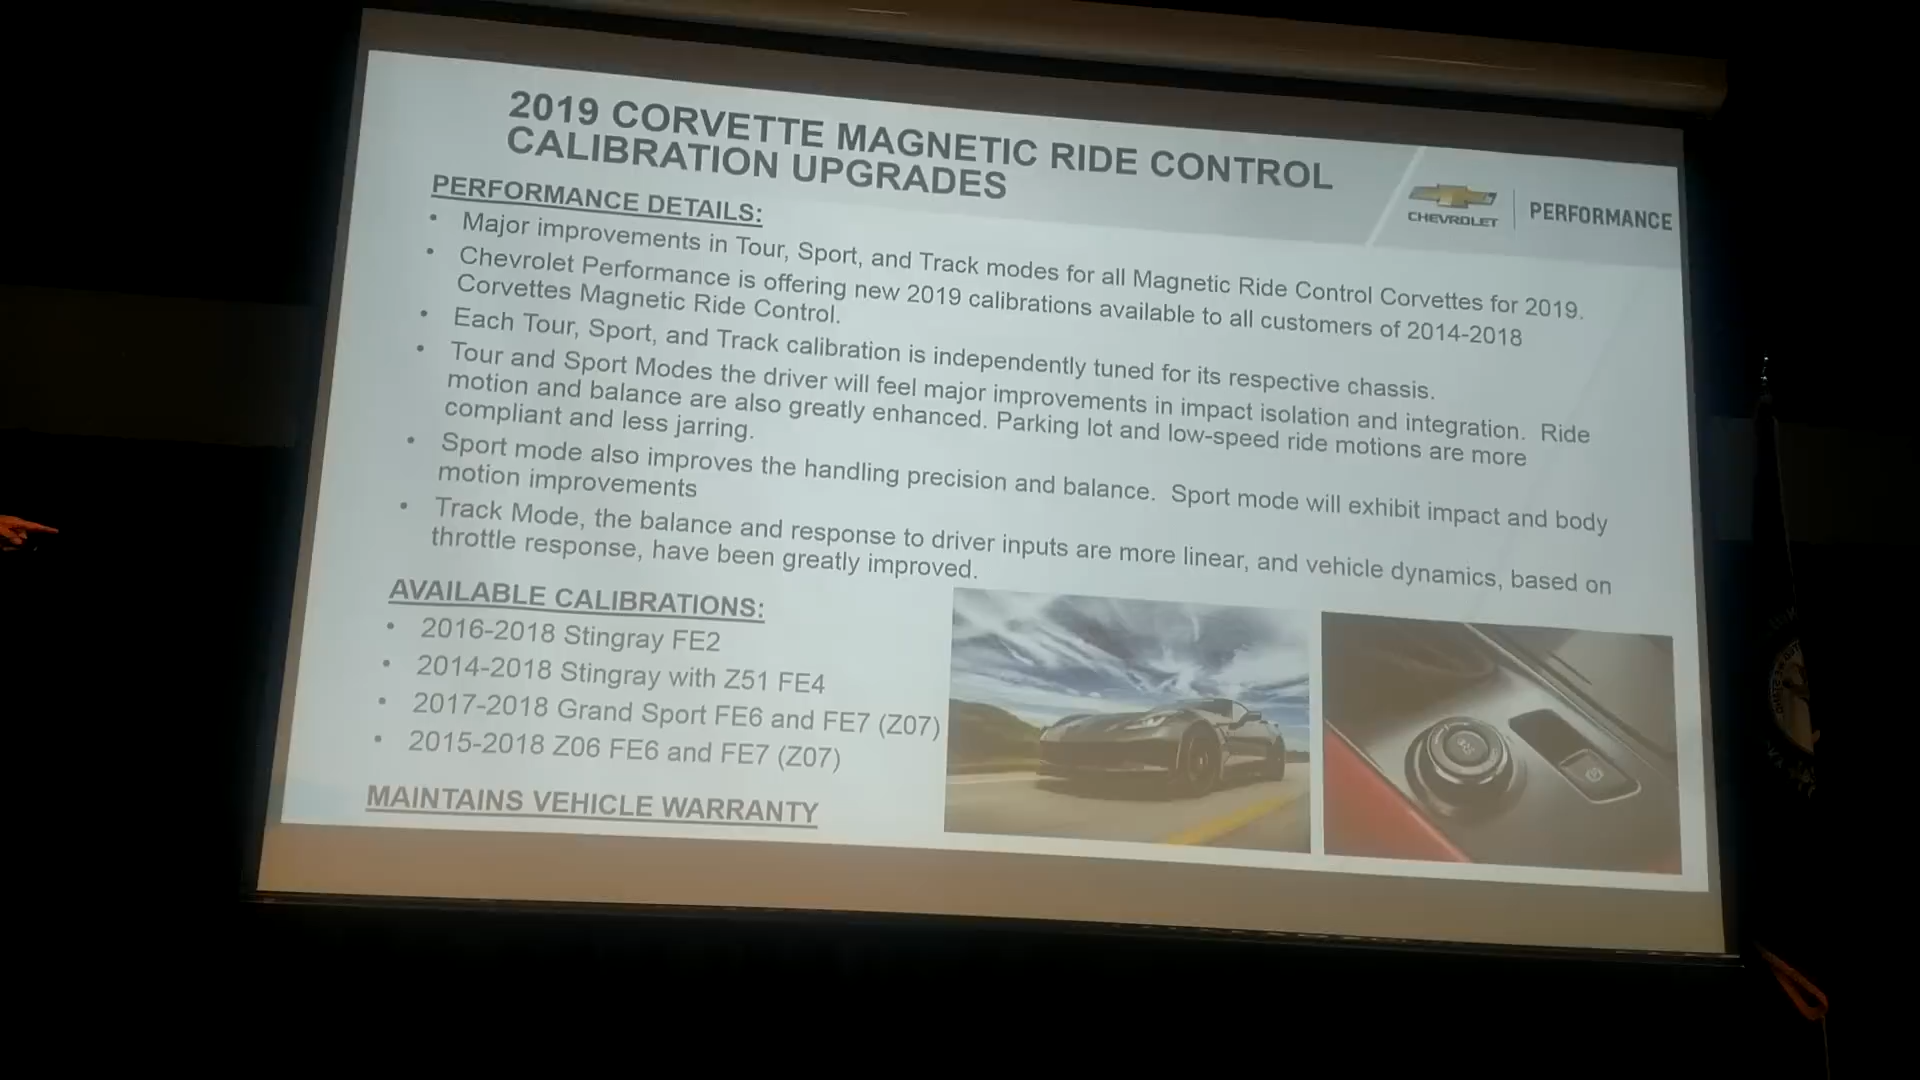 2019 CORVETTE MAGNETIC RIDE CONTROL
CALIBRATION UPGRADES
CHEVROLET
PERFORMANCE
PERFORMANCE DETAILS:
• Major improvements in Tour, Sport, and Track modes for all Magnetic Ride Control Corvettes for 2019.
• Chevrolet Performance is offering new 2019 calibrations available to all customers of 2014-2018
Corvettes Magnetic Ride Control.
• Each Tour, Sport, and Track calibration is independently tuned for its respective chassis.
• Tour and Sport Modes the driver will feel major improvements in impact isolation and integration. Ride
motion and balance are also greatly enhanced. Parking lot and low-speed ride motions are more
compliant and less jarring.
• Sport mode also improves the handling precision and balance. Sport mode will exhibit impact and body
motion improvements
• Track Mode, the balance and response to driver inputs are more linear, and vehicle dynamics, based on
throttle response, have been greatly improved.
AVAILABLE CALIBRATIONS:
• 2016-2018 Stingray FE2
• 2014-2018 Stingray with Z51 FE4
• 2017-2018 Grand Sport FE6 and FE7 (Z07)
• 2015-2018 Z06 FE6 and FE7 (Z07)
MAINTAINS VEHICLE WARRANTY